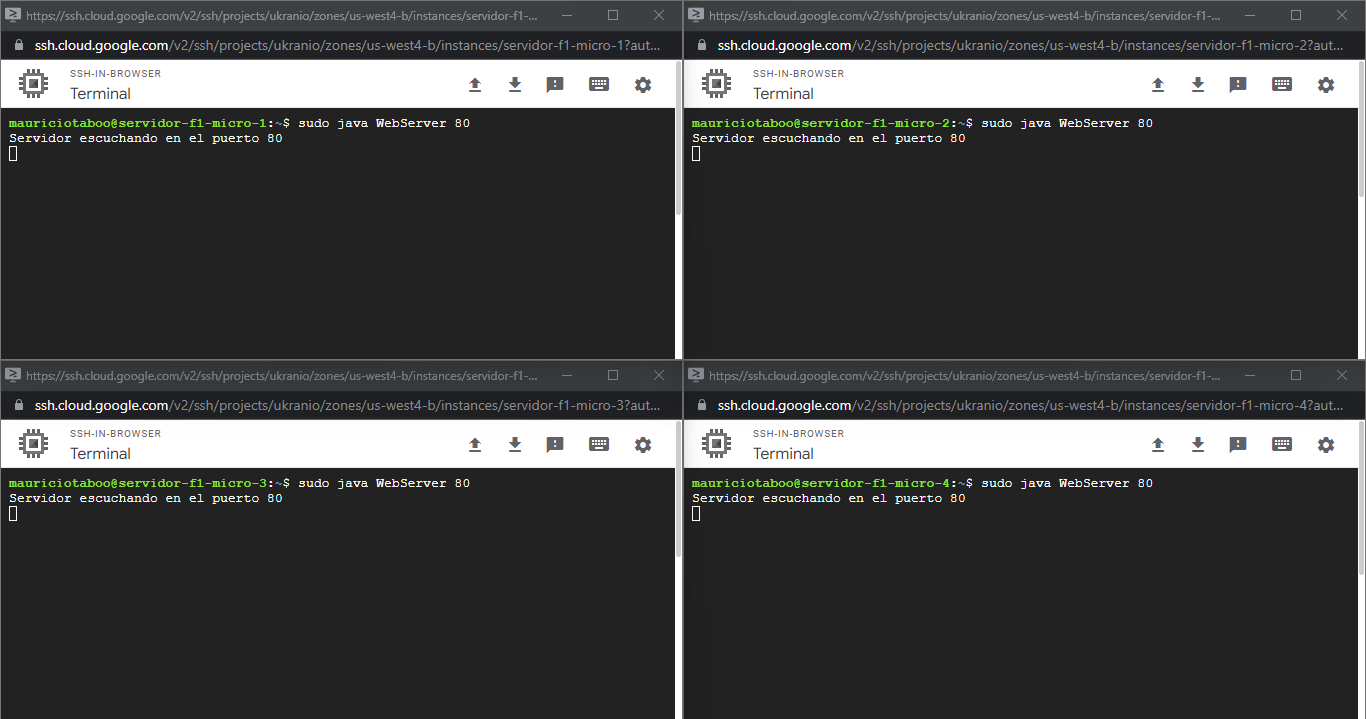 https://ssh.cloud.google.com/v2/ssh/projects/ukranio/zones/us-west4-b/instances/servidor-f1-...
ssh.cloud.google.com/v2/ssh/projects/ukranio/zones/us-west4-b/instances/servidor-f1-micro-1?aut...
SSH-IN-BROWSER
Terminal
mauriciotaboo@servidor-f1-micro-1:~$ sudo java WebServer 80
Servidor escuchando en el puerto 80
https://ssh.cloud.google.com/v2/ssh/projects/ukranio/zones/us-west4-b/instances/servidor-f1-...
ssh.cloud.google.com/v2/ssh/projects/ukranio/zones/us-west4-b/instances/servidor-f1-micro-2?aut...
SSH-IN-BROWSER
Terminal
mauriciotaboo@servidor-f1-micro-2:~$ sudo java WebServer 80
Servidor escuchando en el puerto 80
https://ssh.cloud.google.com/v2/ssh/projects/ukranio/zones/us-west4-b/instances/servidor-f1-...
ssh.cloud.google.com/v2/ssh/projects/ukranio/zones/us-west4-b/instances/servidor-f1-micro-3?aut...
SSH-IN-BROWSER
Terminal
mauriciotaboo@servidor-f1-micro-3:~$ sudo java WebServer 80
Servidor escuchando en el puerto 80
https://ssh.cloud.google.com/v2/ssh/projects/ukranio/zones/us-west4-b/instances/servidor-f1-...
ssh.cloud.google.com/v2/ssh/projects/ukranio/zones/us-west4-b/instances/servidor-f1-micro-4?aut...
SSH-IN-BROWSER
Terminal
mauriciotaboo@servidor-f1-micro-4:~$ sudo java WebServer 80
Servidor escuchando en el puerto 80